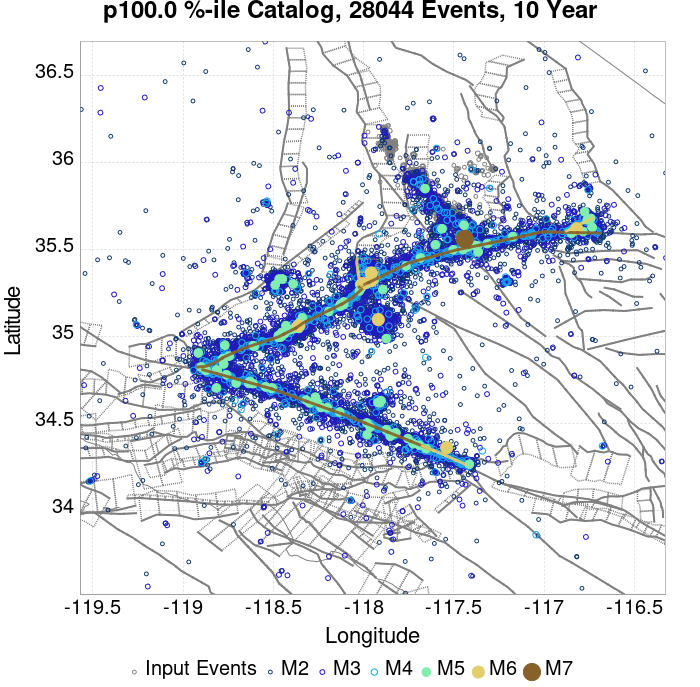 p100.0 %-ile Catalog, 28044 Events, 10 Year
36.5
36
35.5
35
34.5
34
Latitude
-119.5 -119 -118.5 -118 -117.5 -117 -116.5
Longitude
Input Events M2 M3 M4 M5 M6 M7